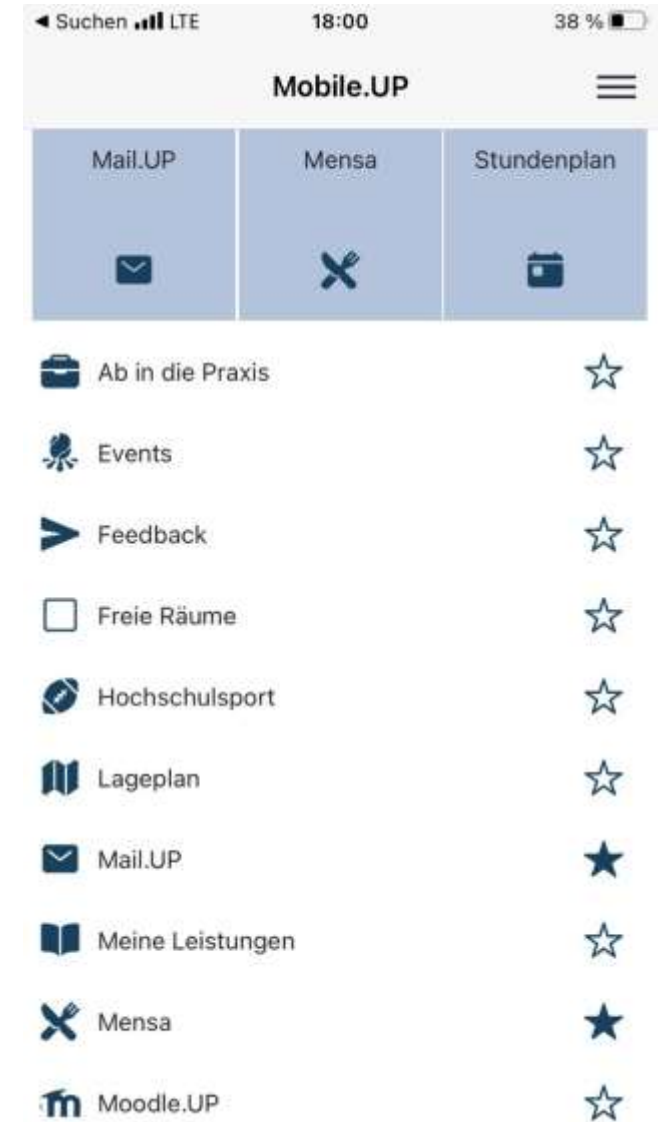 Suchen LTE 18:00 38 %
Mobile.UP
Mail.UP Mensa Stundenplan
Ab in die Praxis
Events
Feedback
Freie Räume
Hochschulsport
Lageplan
Mail.UP
Meine Leistungen
Mensa
Moodle.UP